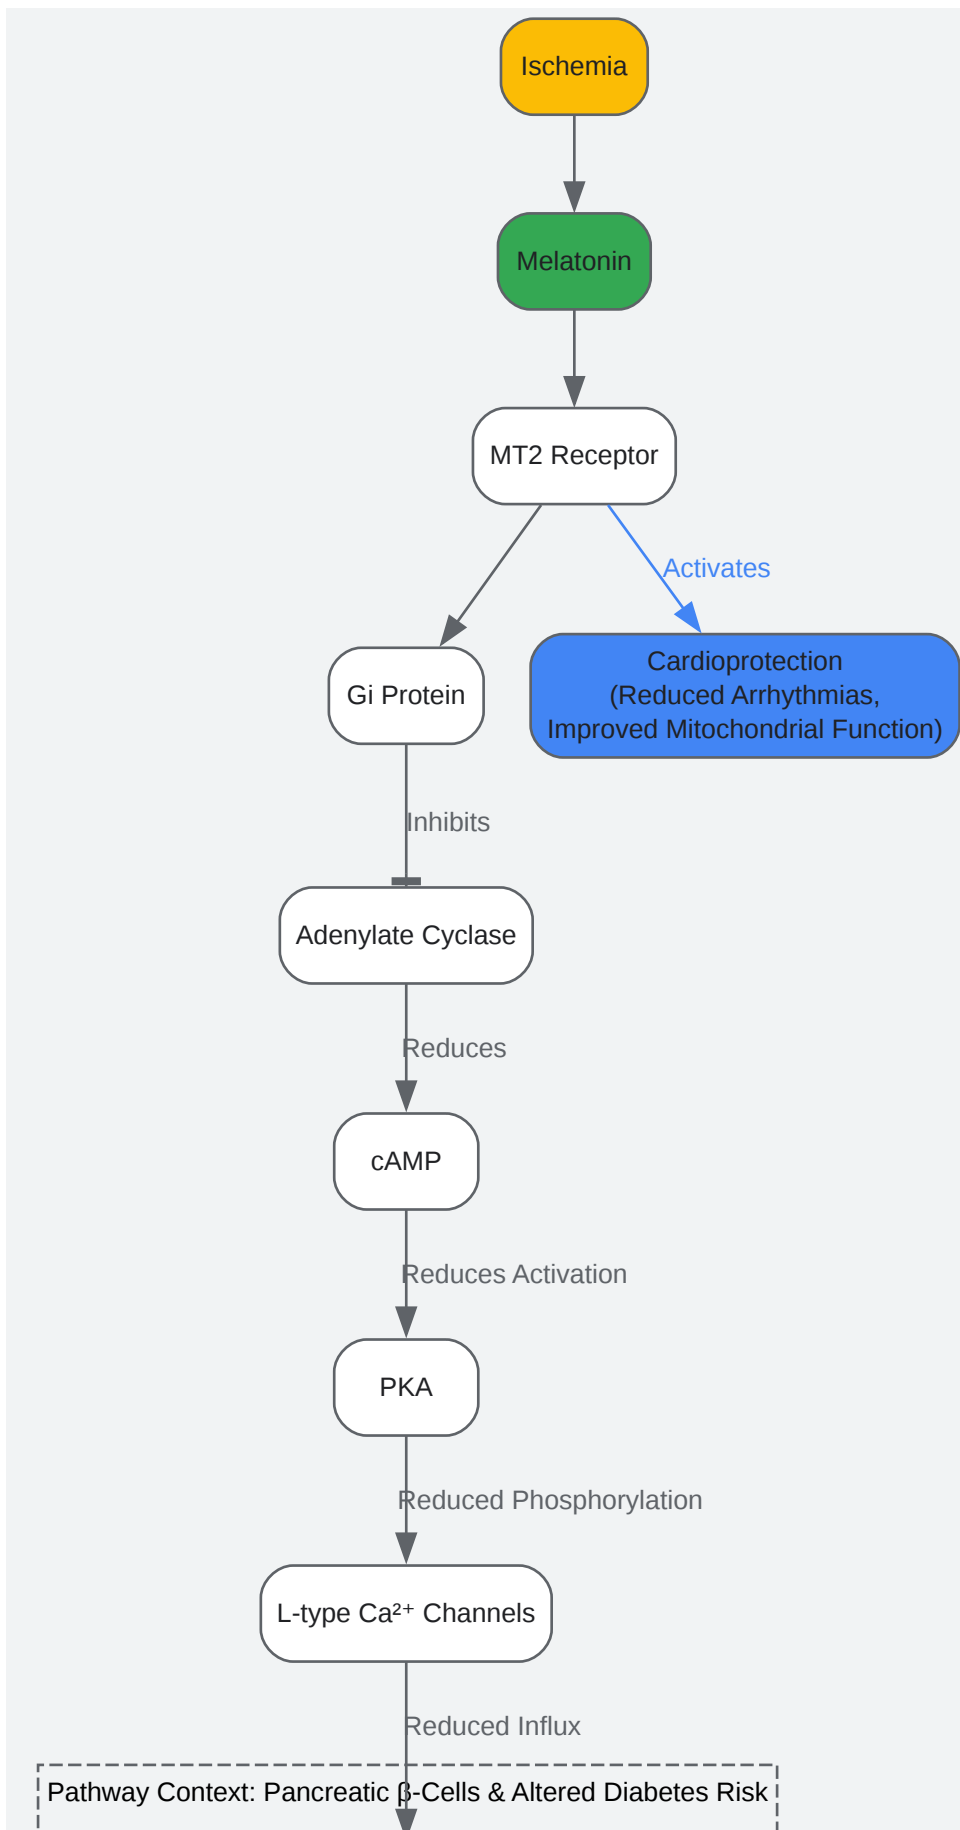 Ischemia
Melatonin
MT2 Receptor
Activates
Cardioprotection
(Reduced Arrhythmias,
Improved Mitochondrial Function)
Gi Protein
Inhibits
Adenylate Cyclase
Reduces
cAMP
Reduces Activation
PKA
Reduced Phosphorylation
L-type Ca²⁺ Channels
Reduced Influx
Pathway Context: Pancreatic β-Cells & Altered Diabetes Risk